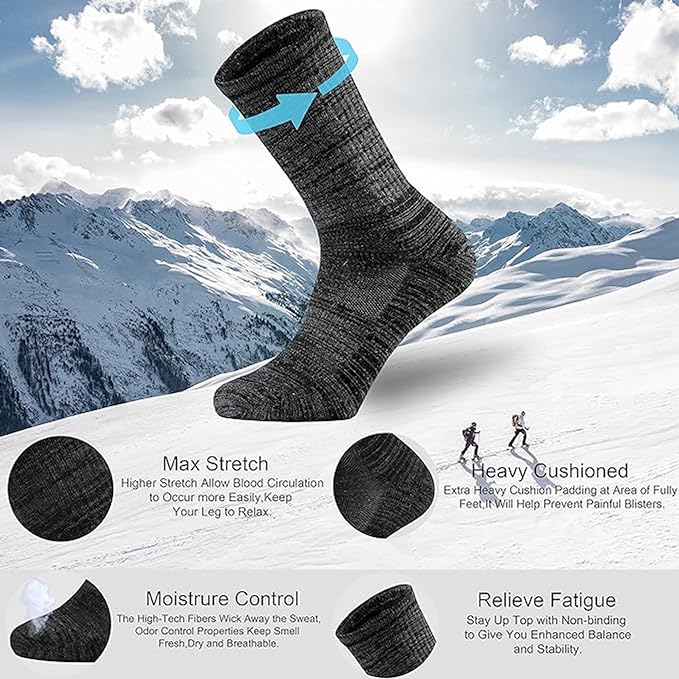 Max Stretch
Higher Stretch Allow Blood Circulation
to Occur more Easily,Keep
Your Leg to Relax.
Heavy Cushioned
Extra Heavy Cushion Padding at Area of Fully
Feet,It Will Help Prevent Painful Blisters.
Moistrure Control
The High-Tech Fibers Wick Away the Sweat,
Odor Control Properties Keep Smell
Fresh,Dry and Breathable.
Relieve Fatigue
Stay Up Top with Non-binding
to Give You Enhanced Balance
and Stability.